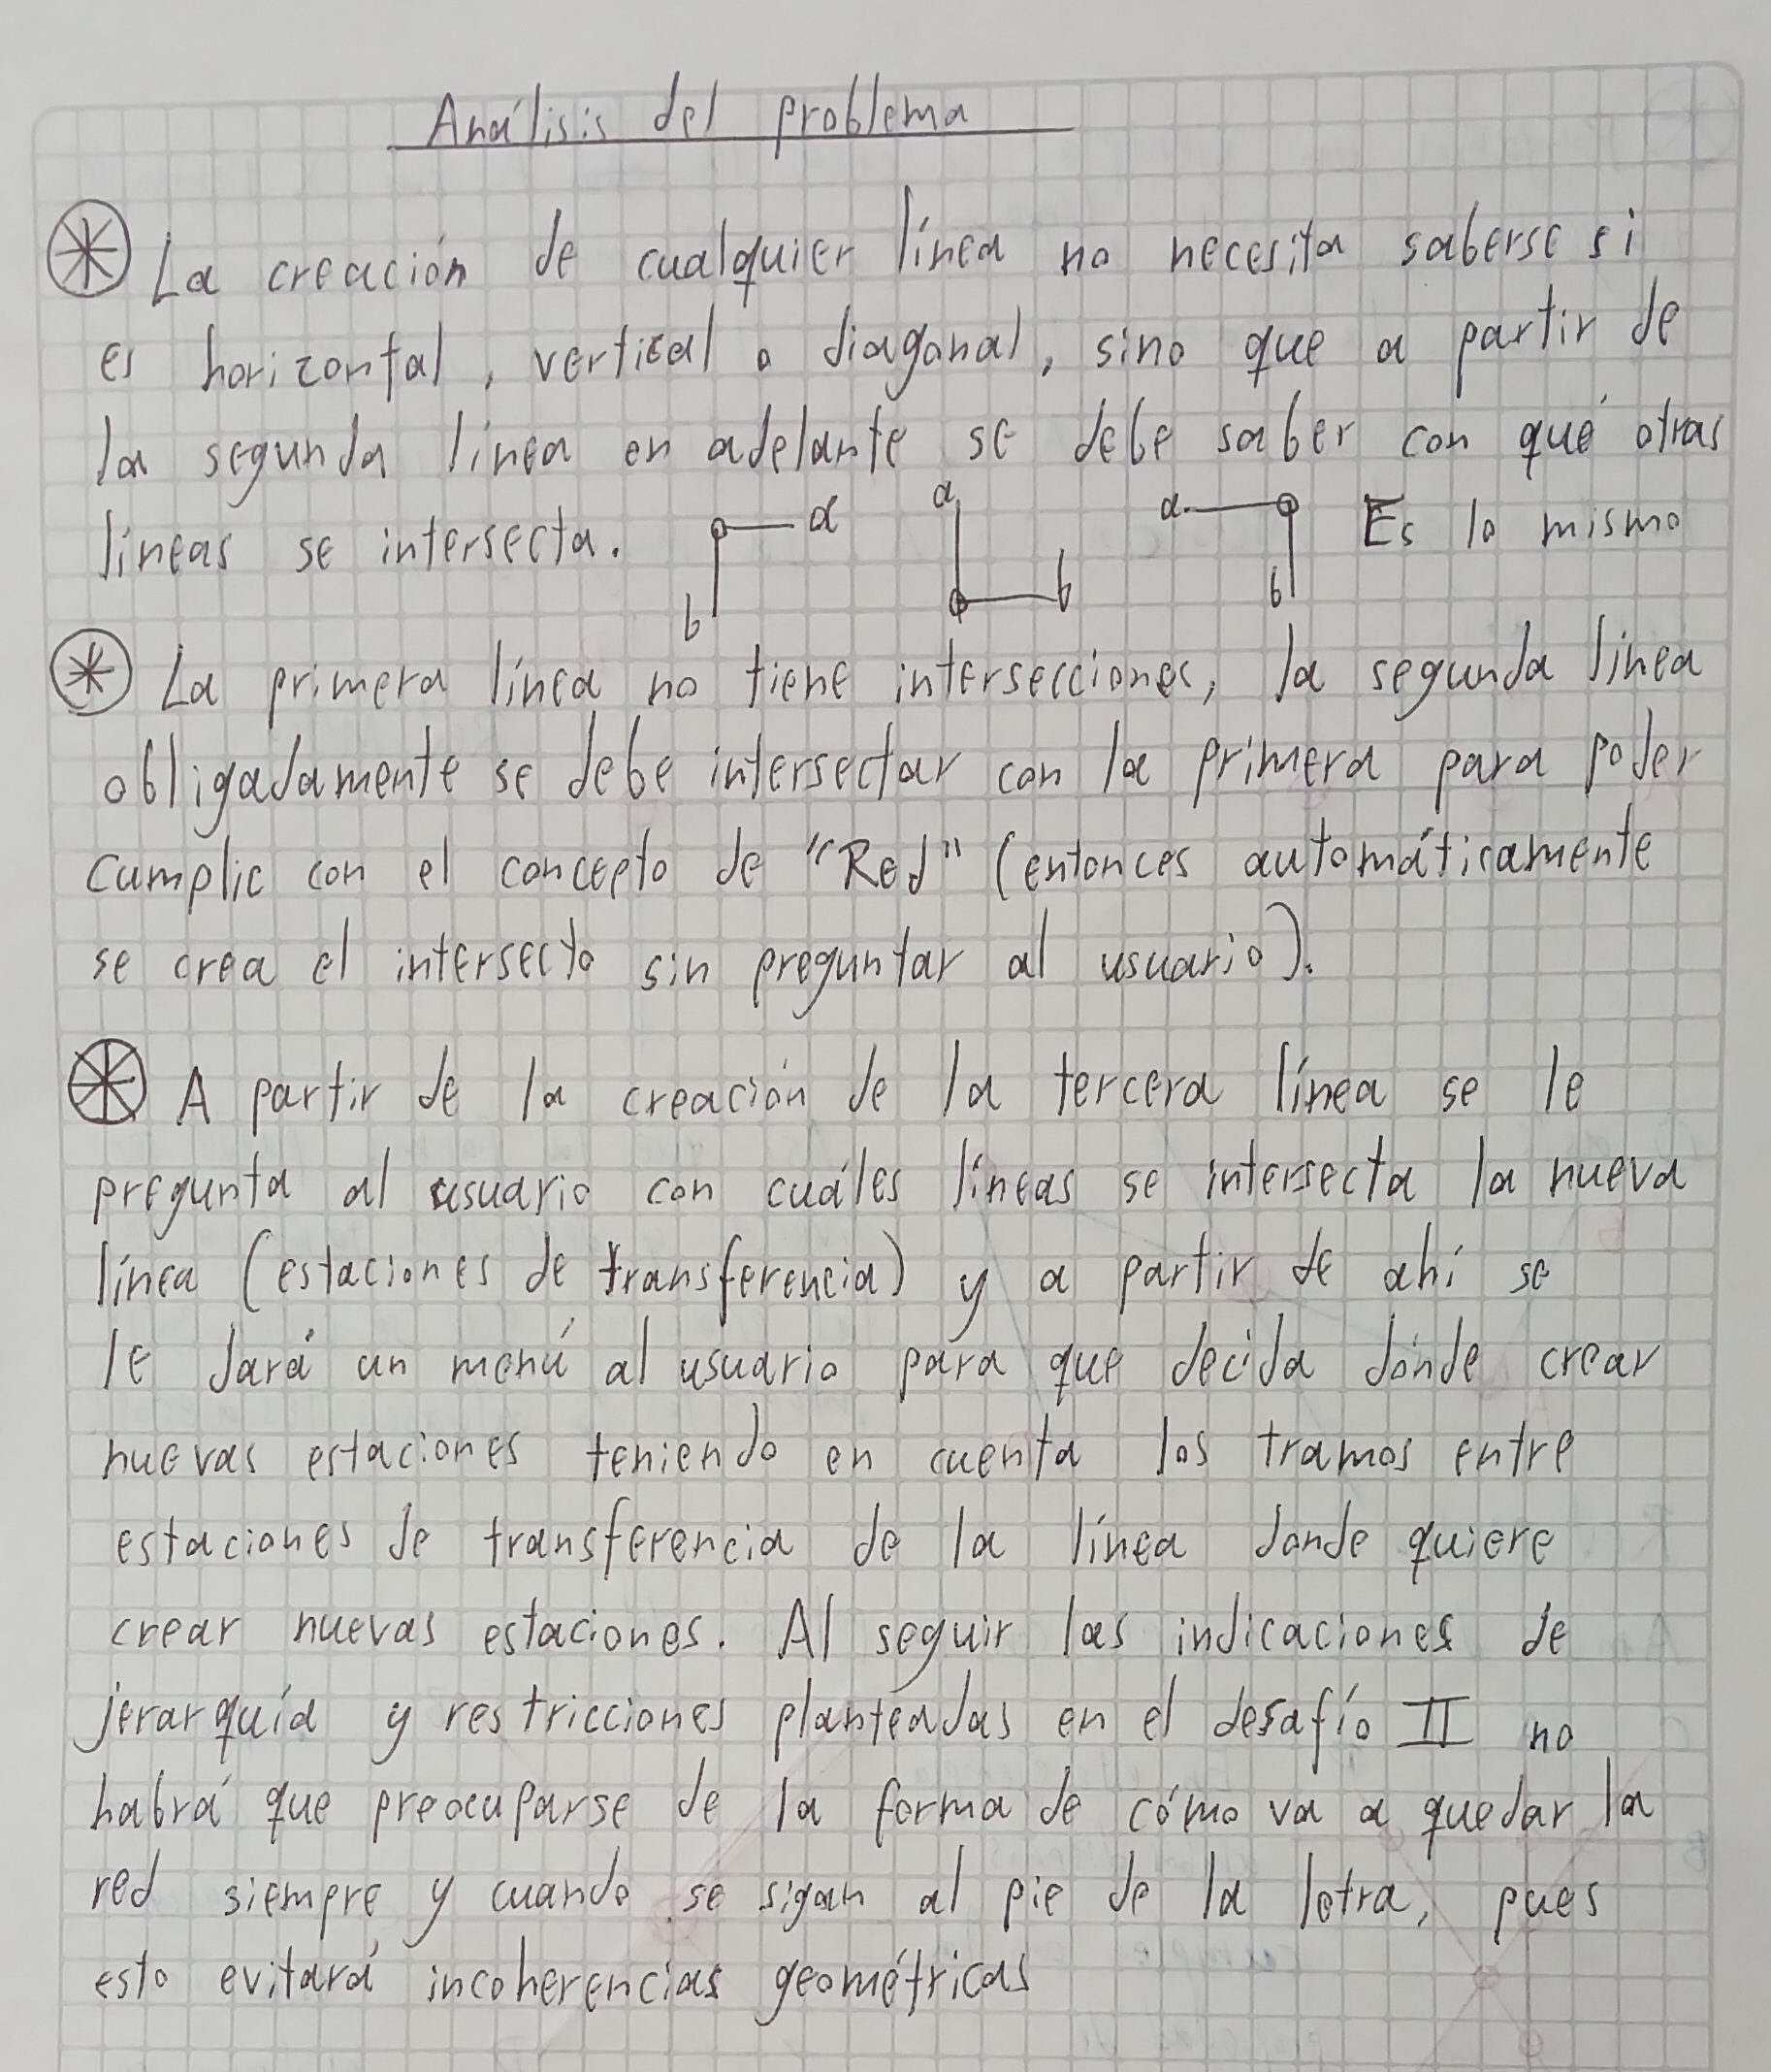 Análisis del problema
La creación de cualquier línea no necesita saberse si
es horizontal, vertical o diagonal, sino que a partir de
la segunda línea en adelante se debe saber con qué otras
líneas se intersecta. a b a b a b Es lo mismo
La primera línea no tiene intersecciones, la segunda línea
obligadamente se debe intersectar con la primera para poder
cumplir con el concepto de "Red" (entonces automáticamente
se crea el intersecto sin preguntar al usuario).
A partir de la creación de la tercera línea se le
pregunta al usuario con cuáles líneas se intersecta la nueva
línea (estaciones de transferencia) y a partir de ahí se
le dará un menú al usuario para que decida dónde crear
nuevas estaciones teniendo en cuenta los tramos entre
estaciones de transferencia de la línea donde quiere
crear nuevas estaciones. Al seguir las indicaciones de
jerarquía y restricciones planteadas en el desafío II no
habrá que preocuparse de la forma de cómo va a quedar la
red siempre y cuando se sigan al pie de la letra, pues
esto evitará incoherencias geométricas